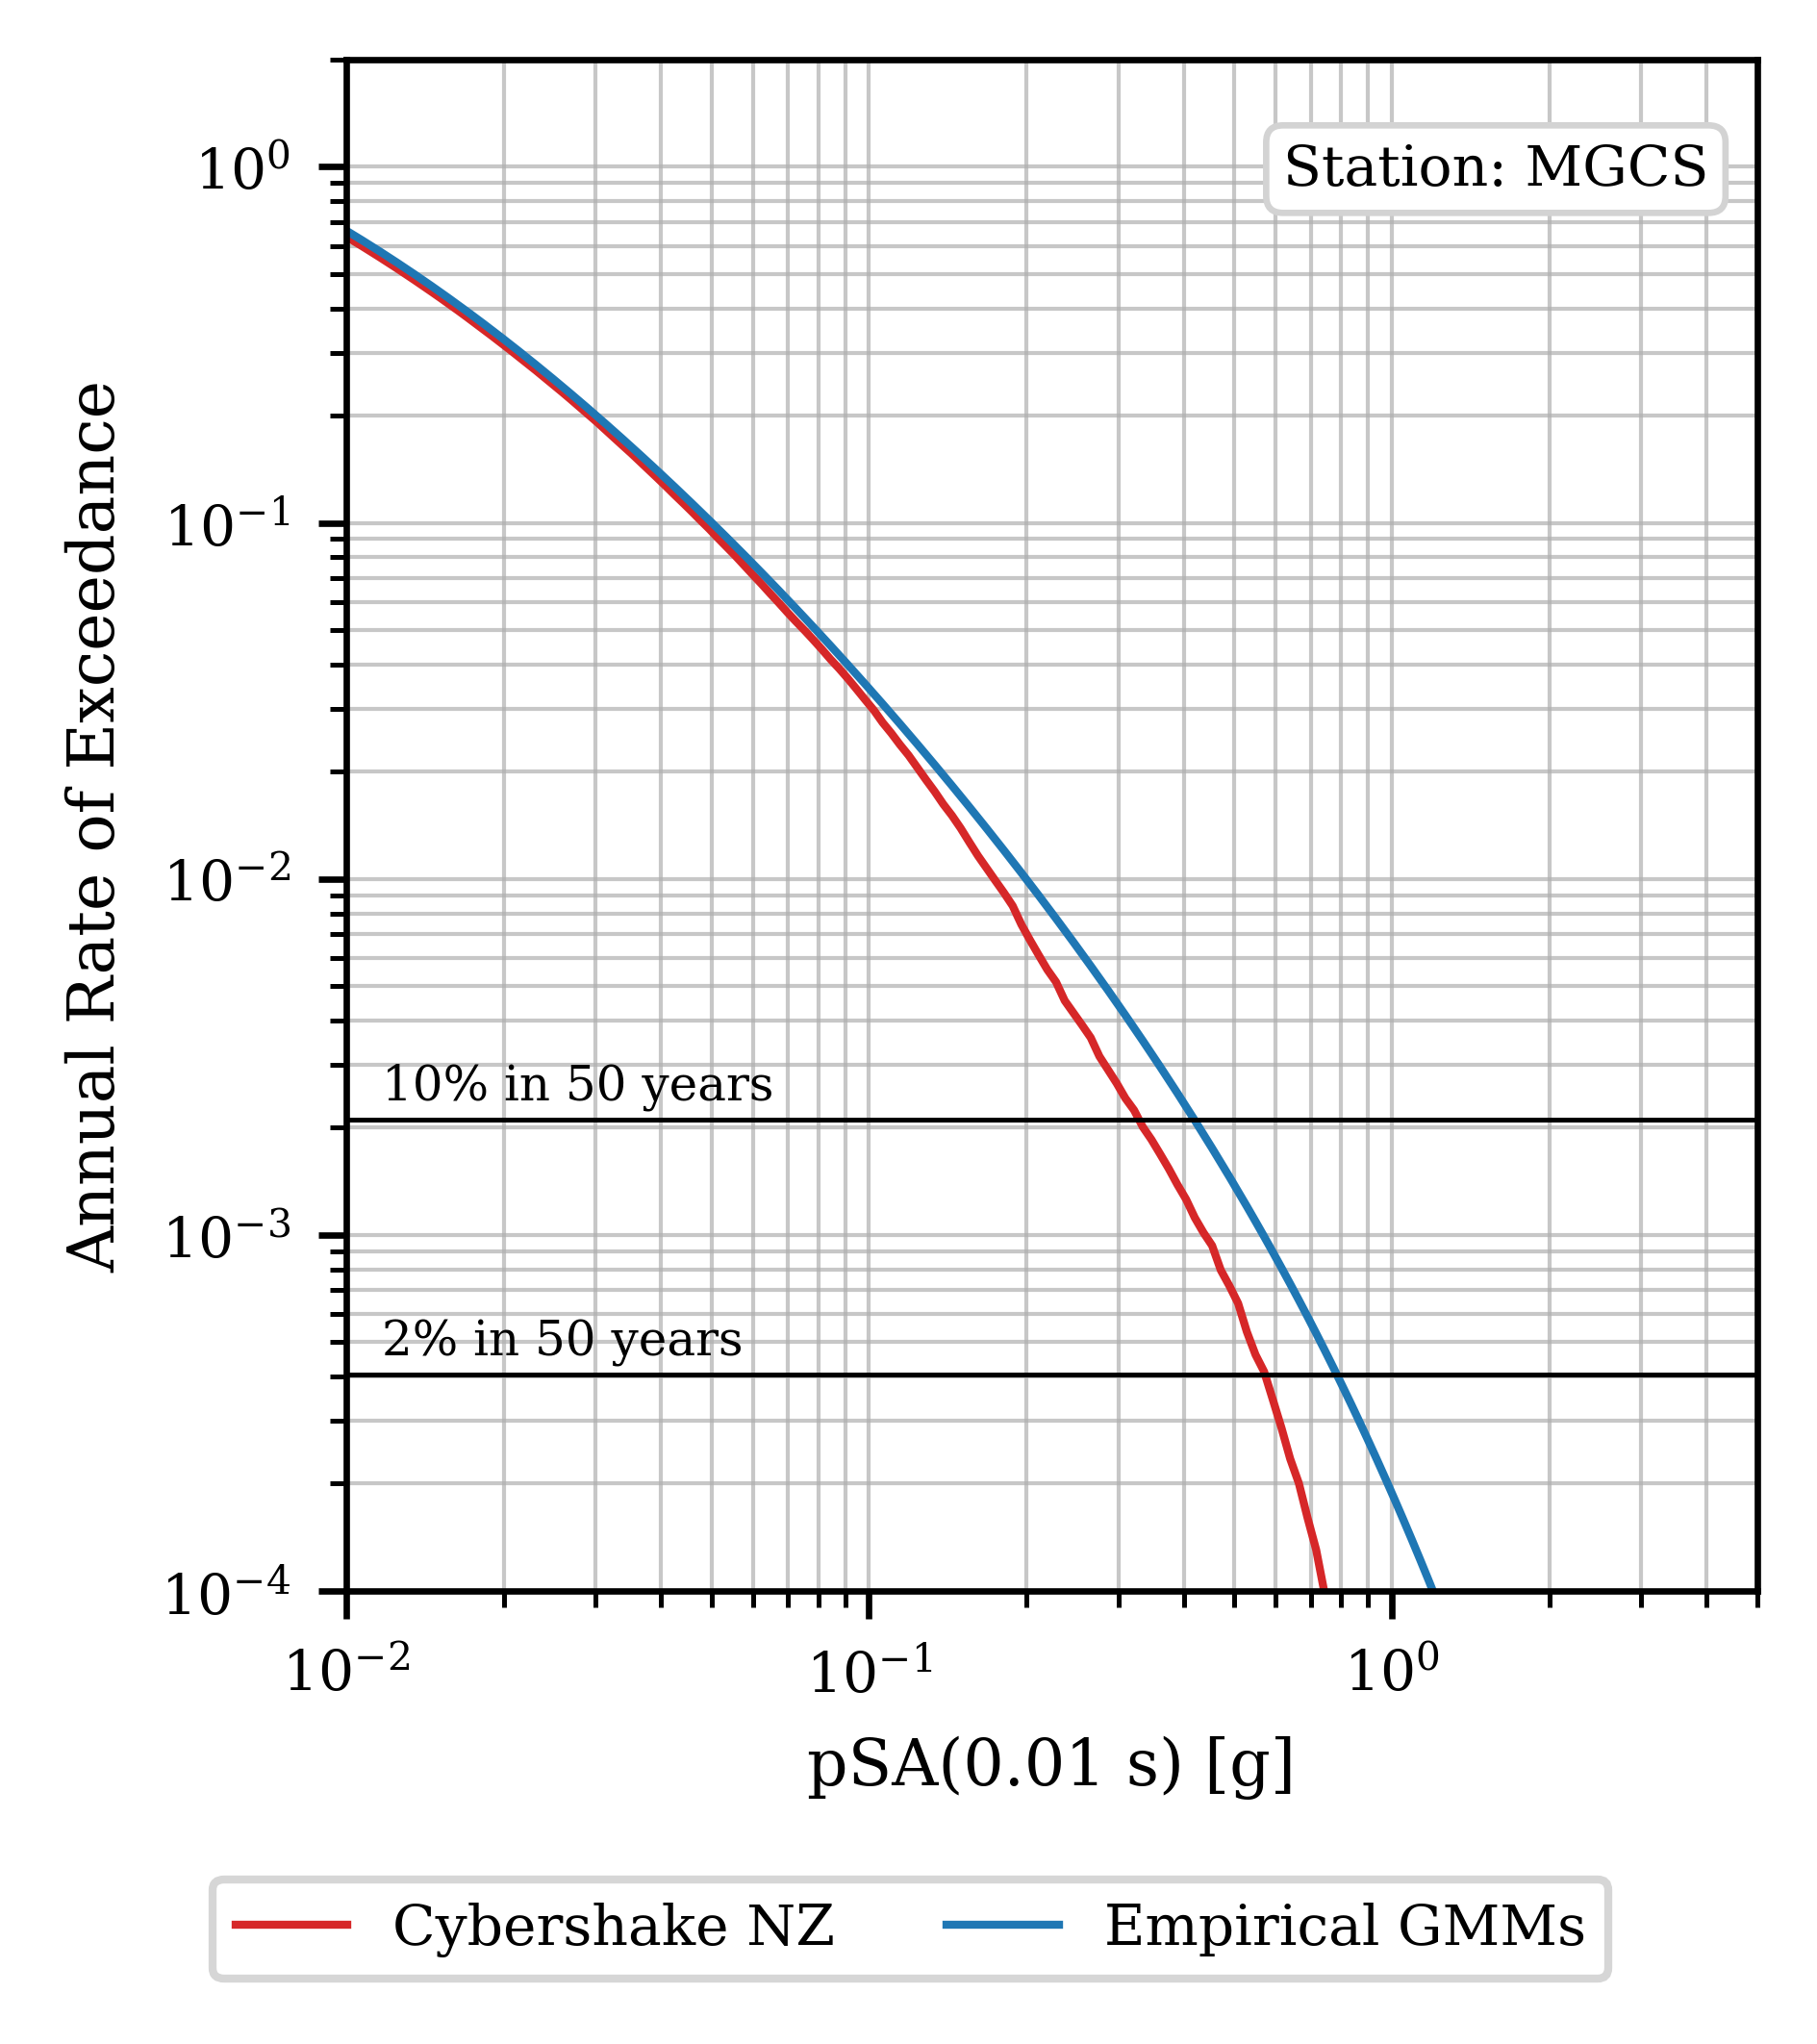 Station: MGCS
Annual Rate of Exceedance
10⁰
10⁻¹
10⁻²
10⁻³
10⁻⁴
10% in 50 years
2% in 50 years
10⁻² 10⁻¹ 10⁰
pSA(0.01 s) [g]
Cybershake NZ Empirical GMMs